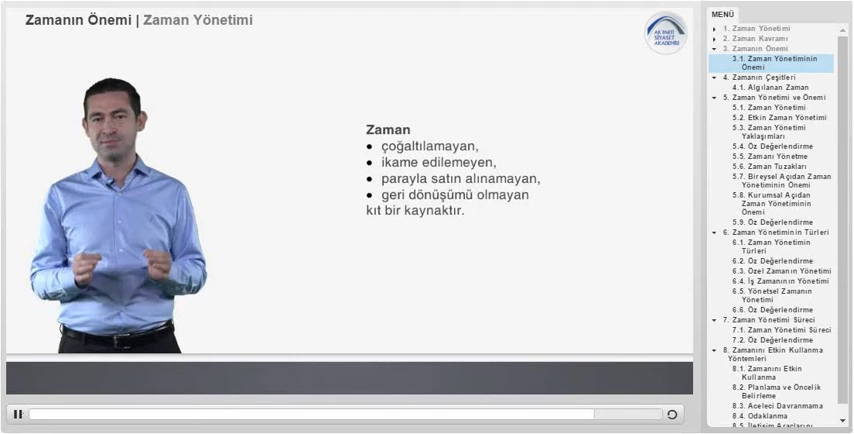 Zamanın Önemi | Zaman Yönetimi
AK PARTİ
SİYASET
AKADEMİSİ
Zaman
• çoğaltılamayan,
• ikame edilemeyen,
• parayla satın alınamayan,
• geri dönüşümü olmayan
kıt bir kaynaktır.
MENÜ
1. Zaman Yönetimi
2. Zaman Kavramı
3. Zamanın Önemi
3.1. Zaman Yönetiminin
Önemi
4. Zamanın Çeşitleri
4.1. Algılanan Zaman
5. Zaman Yönetimi ve Önemi
5.1. Zaman Yönetimi
5.2. Etkin Zaman Yönetimi
5.3. Zaman Yönetimi
Yaklaşımları
5.4. Öz Değerlendirme
5.5. Zamanı Yönetme
5.6. Zaman Tuzakları
5.7. Bireysel Açıdan Zaman
Yönetiminin Önemi
5.8. Kurumsal Açıdan
Zaman Yönetiminin
Önemi
5.9. Öz Değerlendirme
6. Zaman Yönetiminin Türleri
6.1. Zaman Yönetimin
Türleri
6.2. Öz Değerlendirme
6.3. Özel Zamanın Yönetimi
6.4. İş Zamanının Yönetimi
6.5. Yönetsel Zamanın
Yönetimi
6.6. Öz Değerlendirme
7. Zaman Yönetimi Süreci
7.1. Zaman Yönetimi Süreci
7.2. Öz Değerlendirme
8. Zamanını Etkin Kullanma
Yöntemleri
8.1. Zamanını Etkin
Kullanma
8.2. Planlama ve Öncelik
Belirleme
8.3. Aceleci Davranmama
8.4. Odaklanma
8.5. İletişim Araçlarını